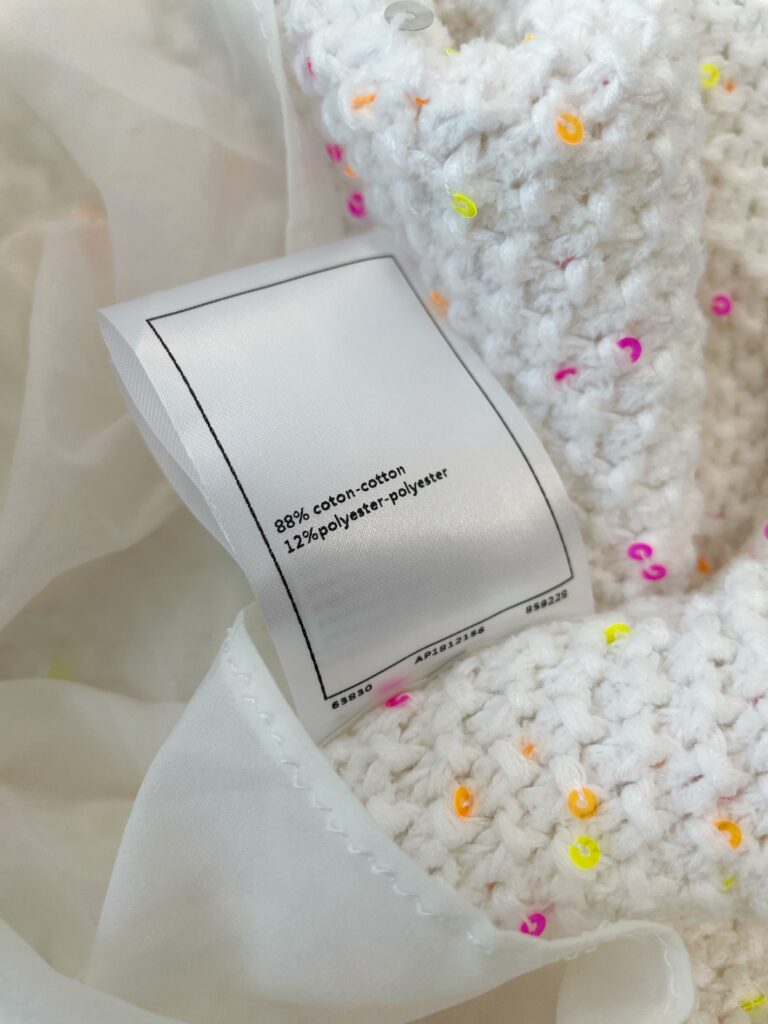 88% coton-cotton
12%polyester-polyester
63830 AP1812156 859228